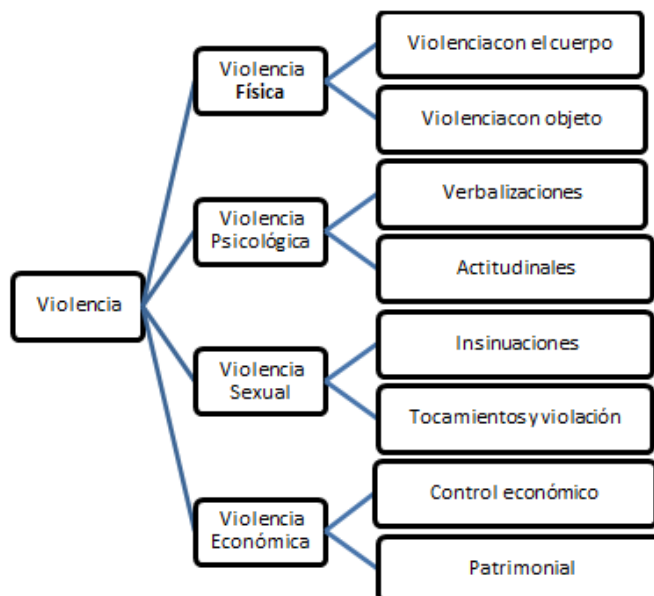 Violencia
Violencia
Física
Violenciacon el cuerpo
Violenciacon objeto
Violencia
Psicológica
Verbalizaciones
Actitudinales
Violencia
Sexual
Insinuaciones
Tocamientos y violación
Violencia
Económica
Control económico
Patrimonial